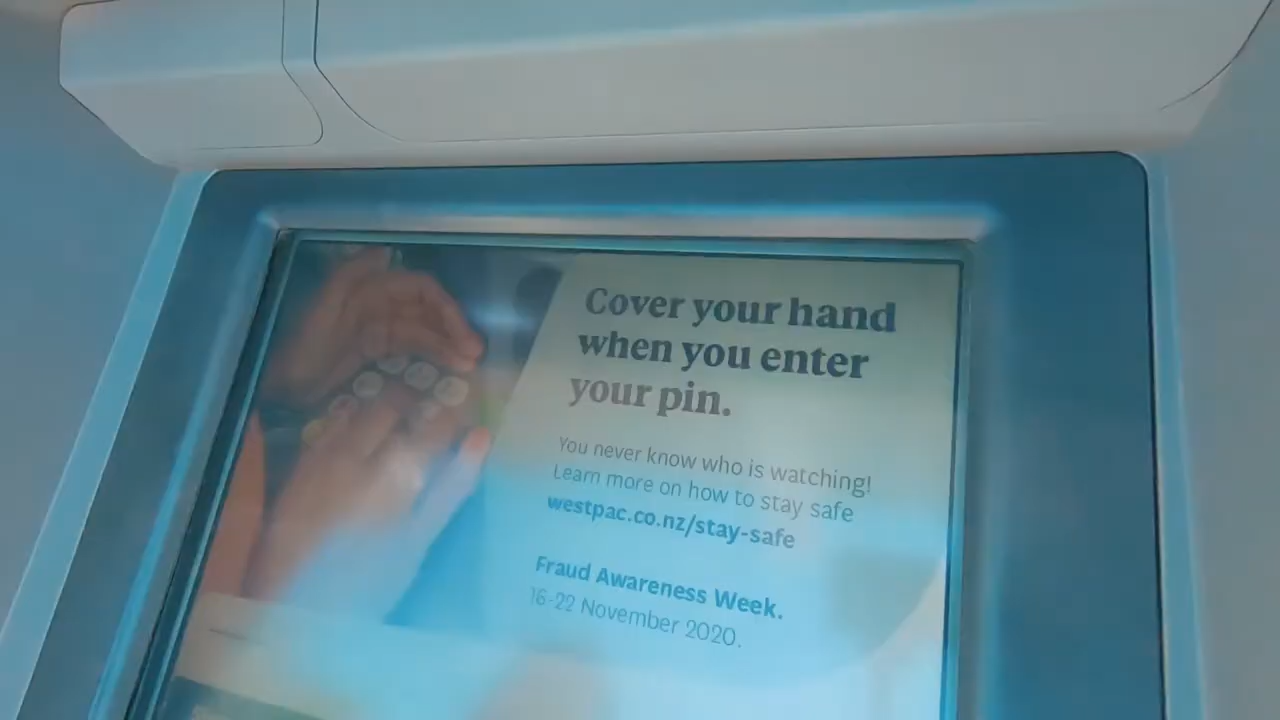 Cover your hand
when you enter
your pin.
You never know who is watching!
Learn more on how to stay safe
westpac.co.nz/stay-safe
Fraud Awareness Week.
16-22 November 2020.